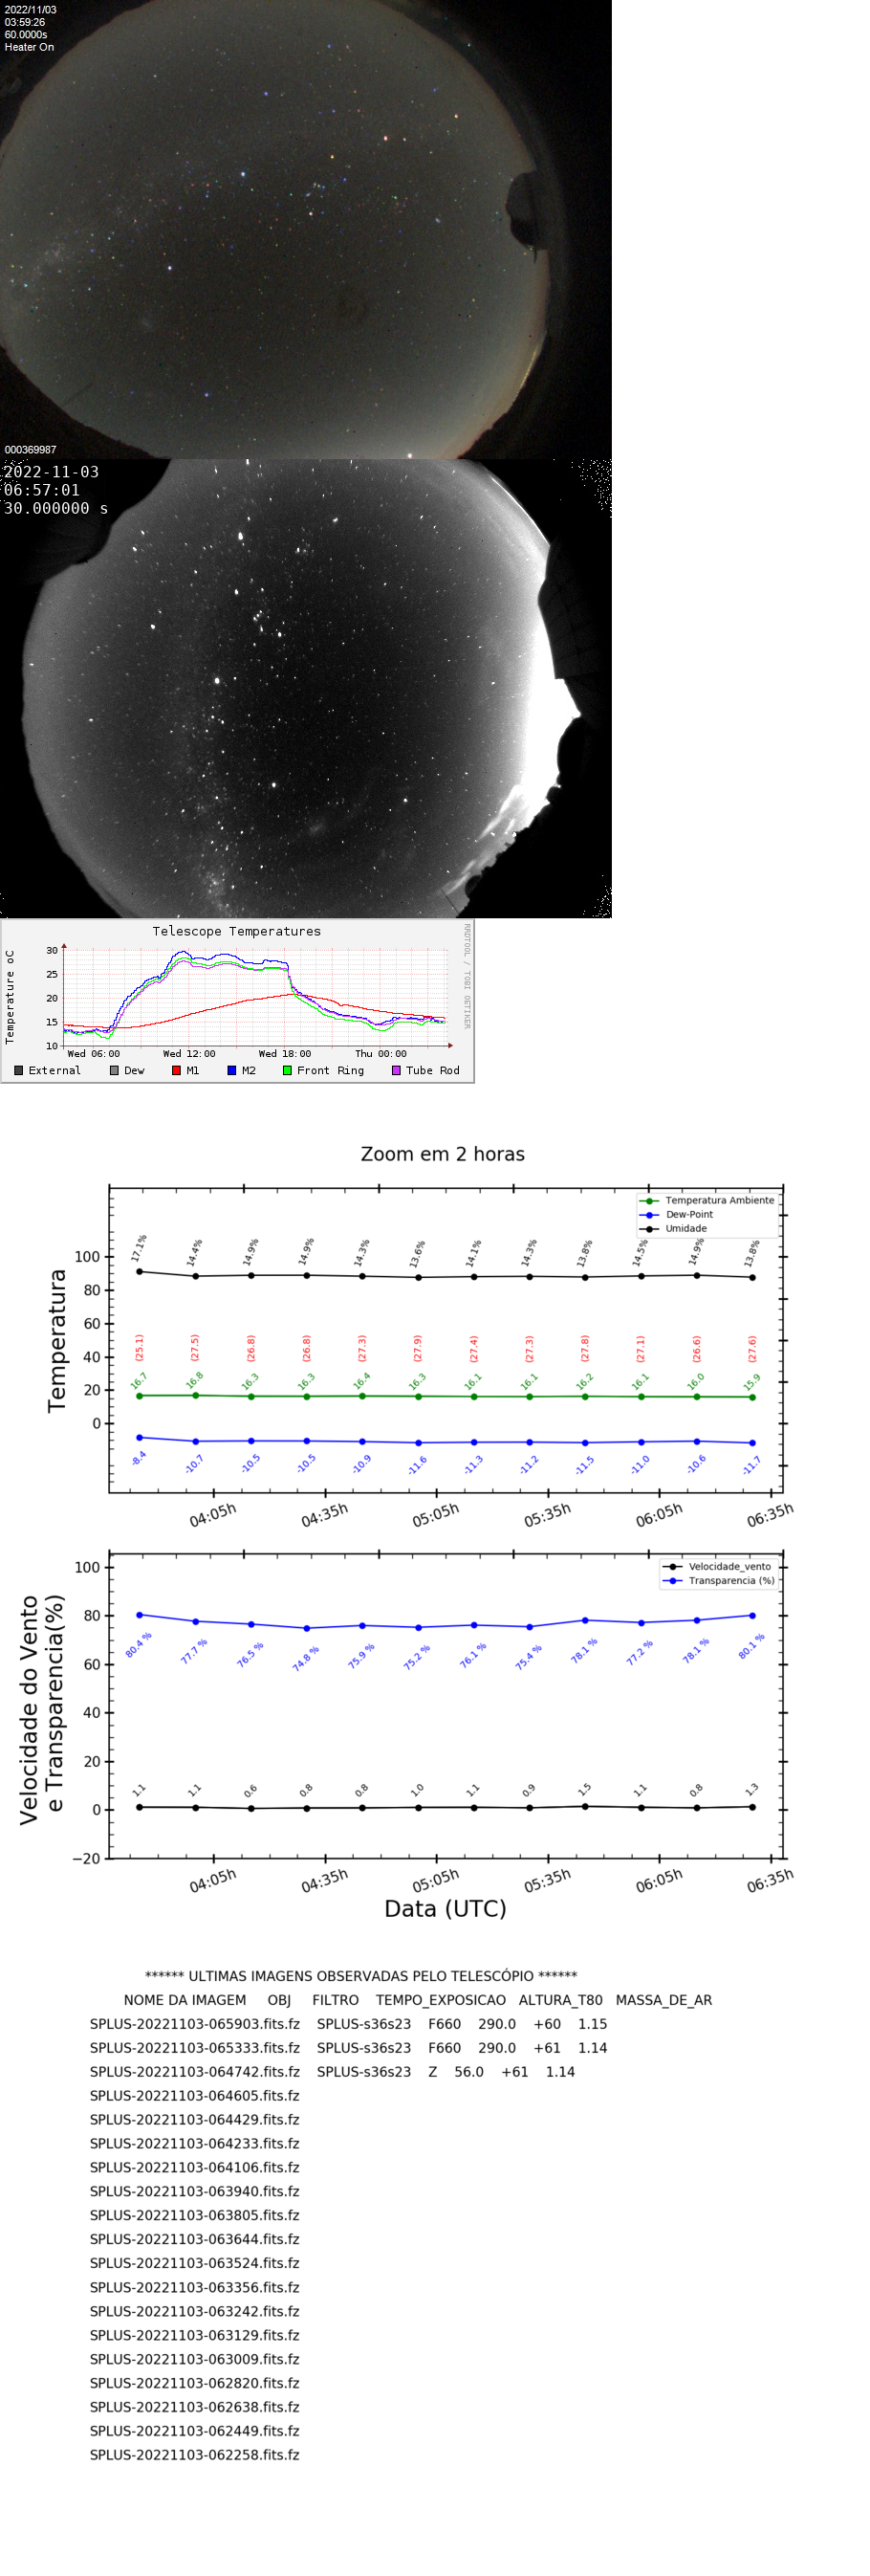 2022/11/03
03:59:26
60.0000s
Heater On
000369987
2022-11-03
06:57:01
30.000000 s
Telescope Temperatures
RRDTOOL / TOBI OETIKER
Temperature oC
30
25
20
15
10
Wed 06:00 Wed 12:00 Wed 18:00 Thu 00:00
External Dew M1 M2 Front Ring Tube Rod
Zoom em 2 horas
Temperatura Ambiente
Dew-Point
Umidade
Temperatura
100
80
60
40
20
0
17.1% 14.4% 14.9% 14.9% 14.3% 13.6% 14.1% 14.3% 13.8% 14.5% 14.9% 13.8%
(25.1) (27.5) (26.8) (26.8) (27.3) (27.9) (27.4) (27.3) (27.8) (27.1) (26.6) (27.6)
16.7 16.8 16.3 16.3 16.4 16.3 16.1 16.1 16.2 16.1 16.0 15.9
-8.4 -10.7 -10.5 -10.5 -10.9 -11.6 -11.3 -11.2 -11.5 -11.0 -10.6 -11.7
04:05h 04:35h 05:05h 05:35h 06:05h 06:35h
Velocidade_vento
Transparencia (%)
Velocidade do Vento
e Transparencia(%)
100
80
60
40
20
0
−20
80.4 % 77.7 % 76.5 % 74.8 % 75.9 % 75.2 % 76.1 % 75.4 % 78.1 % 77.2 % 78.1 % 80.1 %
1.1 1.1 0.6 0.8 0.8 1.0 1.1 0.9 1.5 1.1 0.8 1.3
04:05h 04:35h 05:05h 05:35h 06:05h 06:35h
Data (UTC)
****** ULTIMAS IMAGENS OBSERVADAS PELO TELESCÓPIO ******
NOME DA IMAGEM OBJ FILTRO TEMPO_EXPOSICAO ALTURA_T80 MASSA_DE_AR
SPLUS-20221103-065903.fits.fz SPLUS-s36s23 F660 290.0 +60 1.15
SPLUS-20221103-065333.fits.fz SPLUS-s36s23 F660 290.0 +61 1.14
SPLUS-20221103-064742.fits.fz SPLUS-s36s23 Z 56.0 +61 1.14
SPLUS-20221103-064605.fits.fz
SPLUS-20221103-064429.fits.fz
SPLUS-20221103-064233.fits.fz
SPLUS-20221103-064106.fits.fz
SPLUS-20221103-063940.fits.fz
SPLUS-20221103-063805.fits.fz
SPLUS-20221103-063644.fits.fz
SPLUS-20221103-063524.fits.fz
SPLUS-20221103-063356.fits.fz
SPLUS-20221103-063242.fits.fz
SPLUS-20221103-063129.fits.fz
SPLUS-20221103-063009.fits.fz
SPLUS-20221103-062820.fits.fz
SPLUS-20221103-062638.fits.fz
SPLUS-20221103-062449.fits.fz
SPLUS-20221103-062258.fits.fz